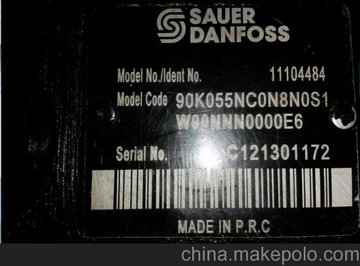 SAUER
DANFOSS
Model No./Ident No. 11104484
Model Code 90K055NC0N8N0S1
W00NNN0000E6
Serial No. C121301172
MADE IN P.R.C
china.makepolo.com